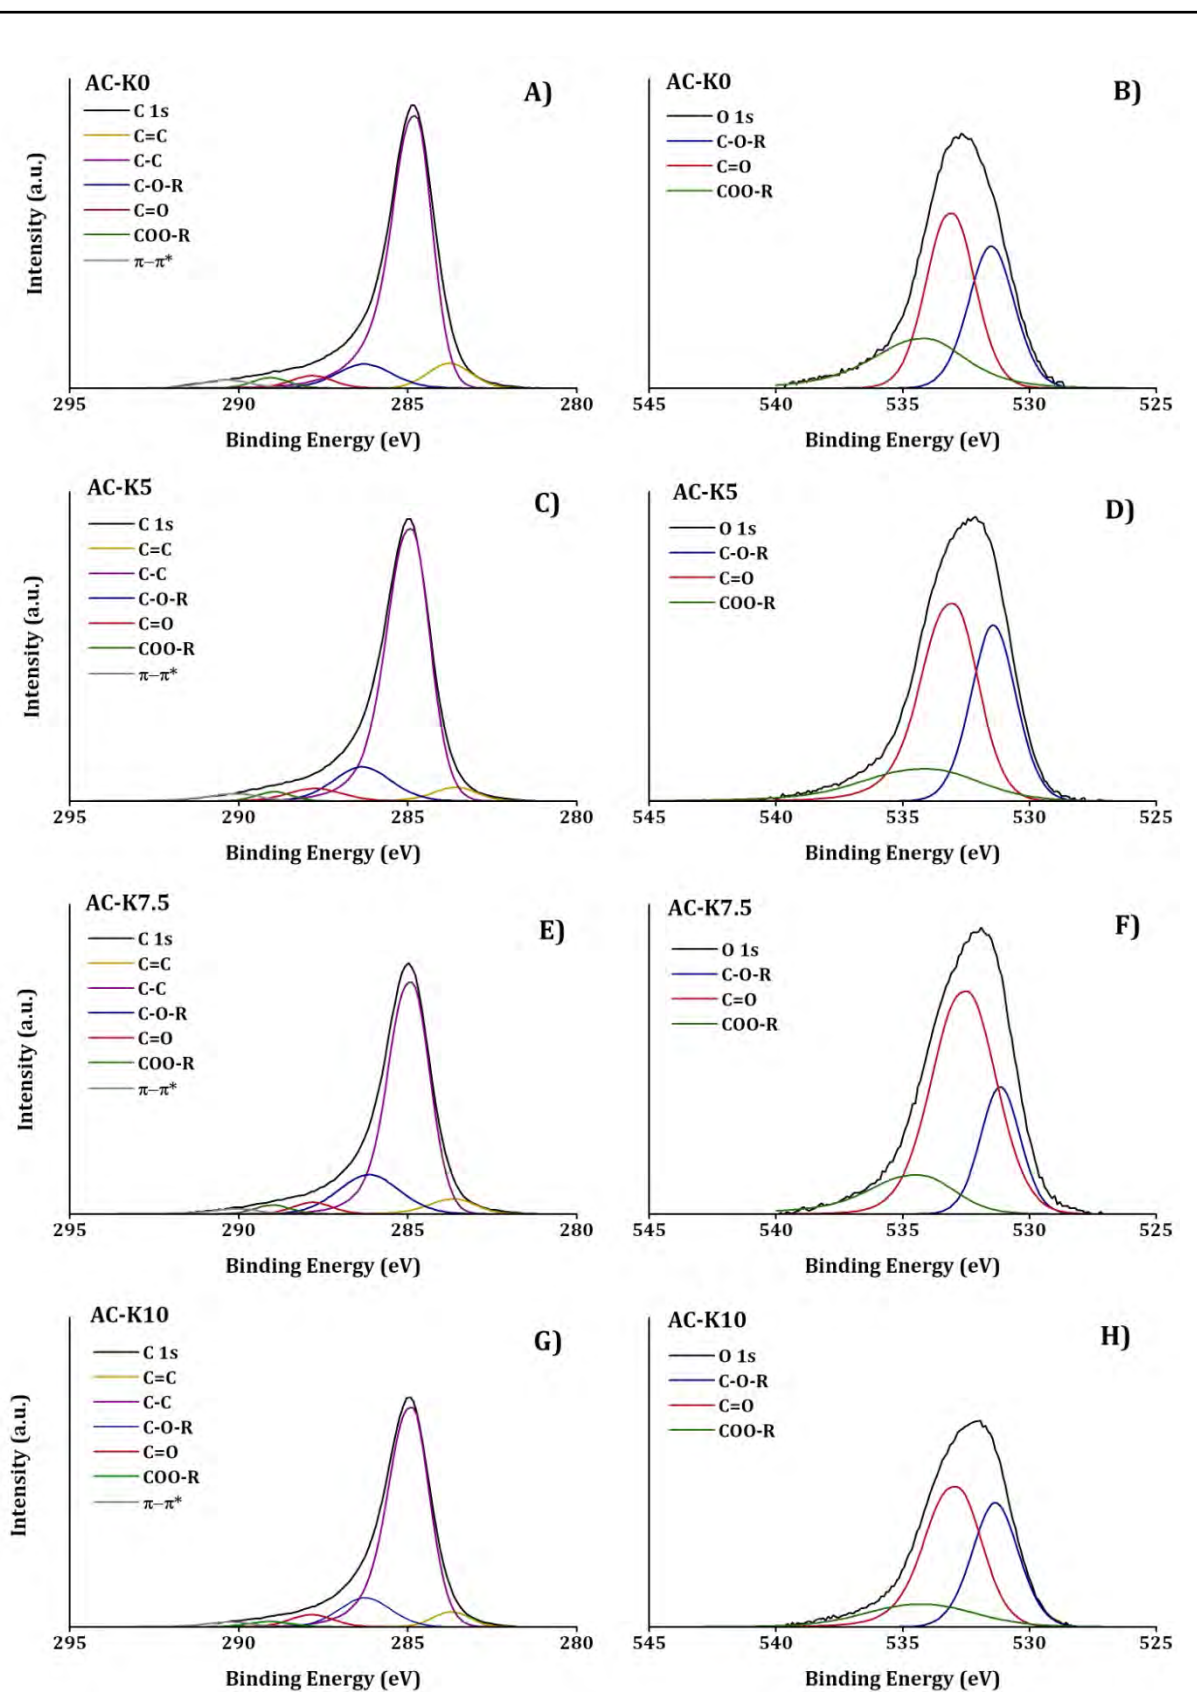 AC-K0
A)
C 1s
C=C
C-C
C-O-R
C=O
COO-R
π–π*
Intensity (a.u.)
295 290 285 280
Binding Energy (eV)
AC-K0
B)
O 1s
C-O-R
C=O
COO-R
545 540 535 530 525
Binding Energy (eV)
AC-K5
C)
C 1s
C=C
C-C
C-O-R
C=O
COO-R
π–π*
Intensity (a.u.)
295 290 285 280
Binding Energy (eV)
AC-K5
D)
O 1s
C-O-R
C=O
COO-R
545 540 535 530 525
Binding Energy (eV)
AC-K7.5
E)
C 1s
C=C
C-C
C-O-R
C=O
COO-R
π–π*
Intensity (a.u.)
295 290 285 280
Binding Energy (eV)
AC-K7.5
F)
O 1s
C-O-R
C=O
COO-R
545 540 535 530 525
Binding Energy (eV)
AC-K10
G)
C 1s
C=C
C-C
C-O-R
C=O
COO-R
π–π*
Intensity (a.u.)
295 290 285 280
Binding Energy (eV)
AC-K10
H)
O 1s
C-O-R
C=O
COO-R
545 540 535 530 525
Binding Energy (eV)